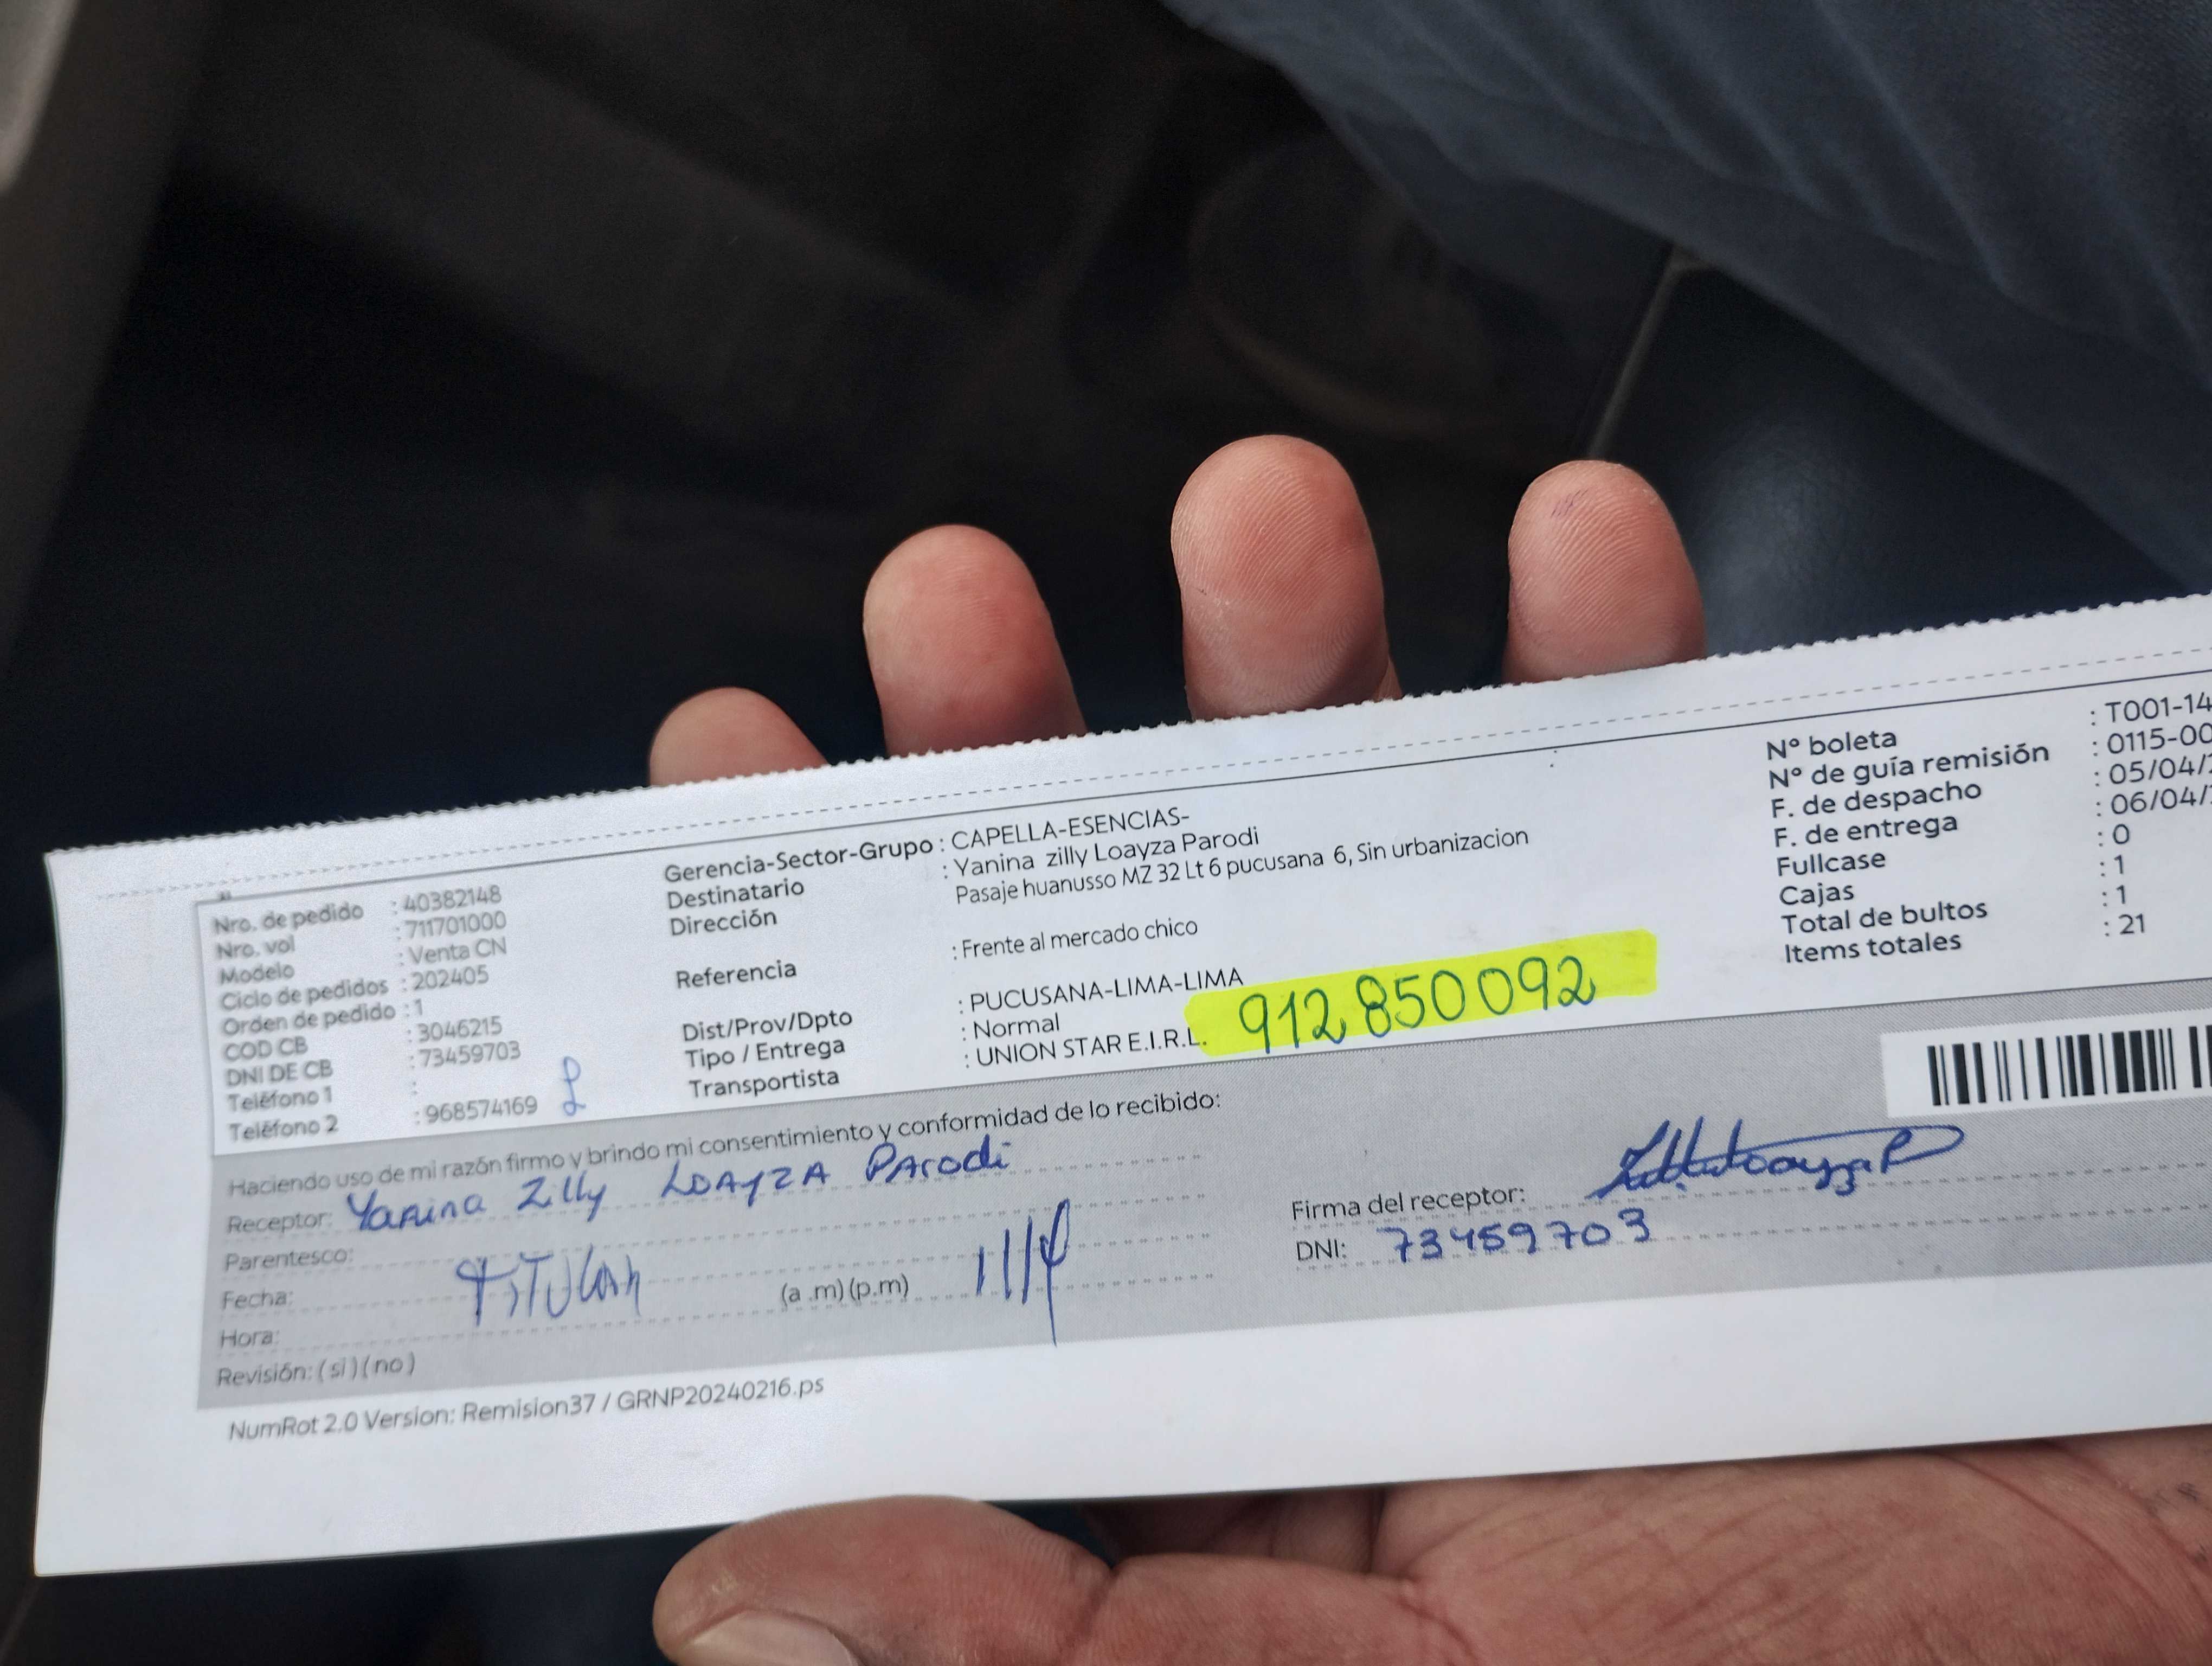 Nro. de pedido : 40382148
Nro. vol : 711701000
Modelo : Venta CN
Ciclo de pedidos : 202405
Orden de pedido : 1
COD CB : 3046215
DNI DE CB : 73459703
Teléfono 1 :
Teléfono 2 : 968574169
Gerencia-Sector-Grupo : CAPELLA-ESENCIAS-
Destinatario : Yanina zilly Loayza Parodi
Dirección Pasaje huanusso MZ 32 Lt 6 pucusana 6, Sin urbanizacion
Referencia : Frente al mercado chico
Dist/Prov/Dpto : PUCUSANA-LIMA-LIMA
Tipo / Entrega : Normal
Transportista : UNION STAR E.I.R.L.
912850092
Nº boleta : T001-14
Nº de guía remisión : 0115-00
F. de despacho : 05/04/
F. de entrega : 06/04/
Fullcase : 0
Cajas : 1
Total de bultos : 1
Items totales : 21
Haciendo uso de mi razón firmo y brindo mi consentimiento y conformidad de lo recibido:
Receptor: Yanina Zilly Loayza Parodi
Parentesco:
Fecha: Titular
Hora: (a .m) (p.m)
Revisión: ( si ) ( no )
Firma del receptor:
DNI: 73459703
NumRot 2.0 Version: Remision37 / GRNP20240216.ps